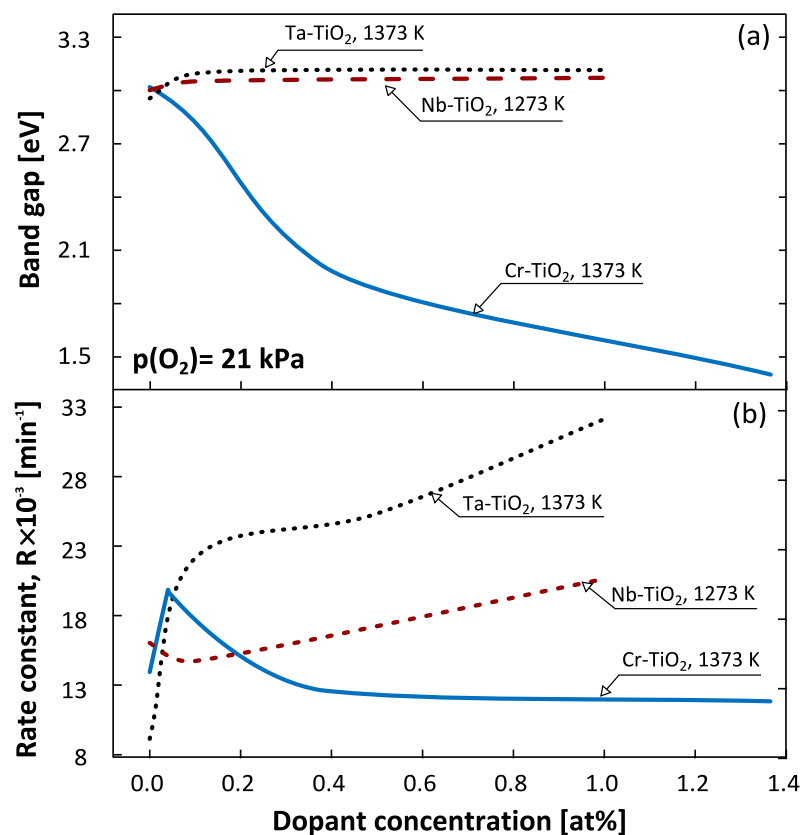 (a)
Ta-TiO₂, 1373 K
Nb-TiO₂, 1273 K
Cr-TiO₂, 1373 K
p(O₂)= 21 kPa
Band gap [eV]
3.3
2.7
2.1
1.5
(b)
Ta-TiO₂, 1373 K
Nb-TiO₂, 1273 K
Cr-TiO₂, 1373 K
Rate constant, R×10⁻³ [min⁻¹]
33
28
23
18
13
8
0.0 0.2 0.4 0.6 0.8 1.0 1.2 1.4
Dopant concentration [at%]